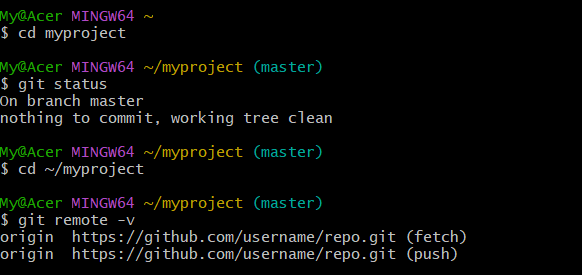 My@Acer MINGW64 ~
$ cd myproject
My@Acer MINGW64 ~/myproject (master)
$ git status
On branch master
nothing to commit, working tree clean
My@Acer MINGW64 ~/myproject (master)
$ cd ~/myproject
My@Acer MINGW64 ~/myproject (master)
$ git remote -v
origin  https://github.com/username/repo.git (fetch)
origin  https://github.com/username/repo.git (push)